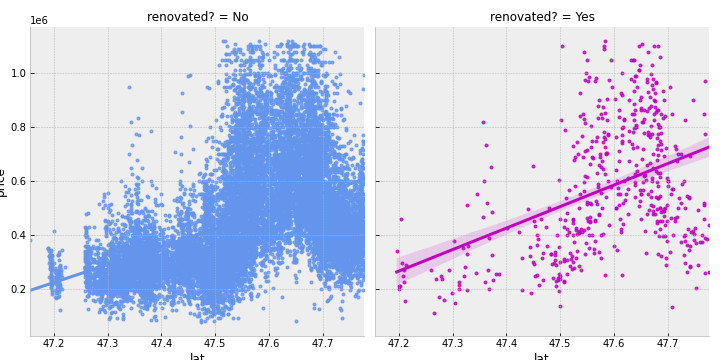 renovated? = No
renovated? = Yes
1e6
1.0
0.8
0.6
0.4
0.2
price
47.2 47.3 47.4 47.5 47.6 47.7
47.2 47.3 47.4 47.5 47.6 47.7
lat
lat